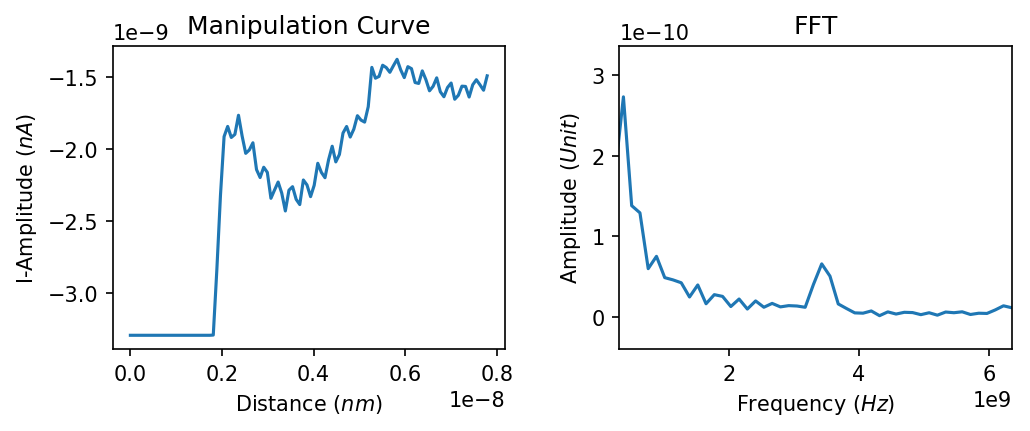 Manipulation Curve
1e−9
−1.5
−2.0
−2.5
−3.0
I-Amplitude (nA)
0.0 0.2 0.4 0.6 0.8
Distance (nm)
1e−8
FFT
1e−10
3
2
1
0
Amplitude (Unit)
2 4 6
Frequency (Hz)
1e9